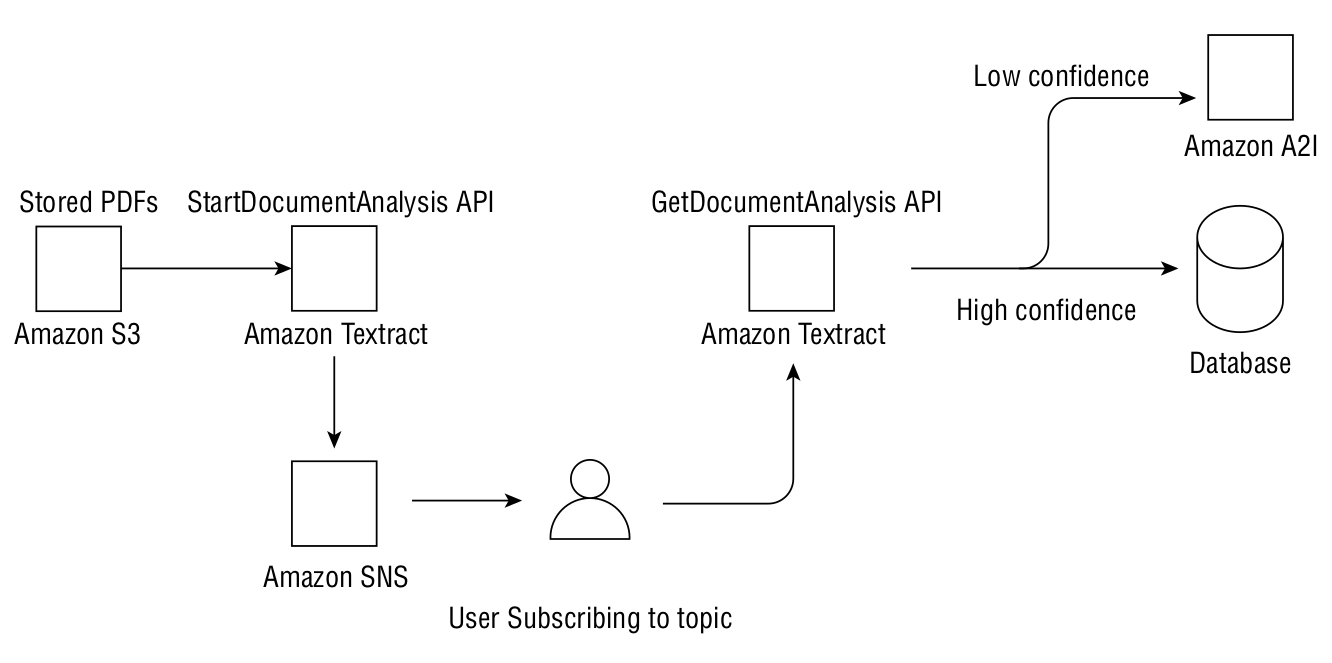 Low confidence
Amazon A2I
Stored PDFs
StartDocumentAnalysis API
GetDocumentAnalysis API
Amazon S3
Amazon Textract
Amazon Textract
High confidence
Database
Amazon SNS
User Subscribing to topic